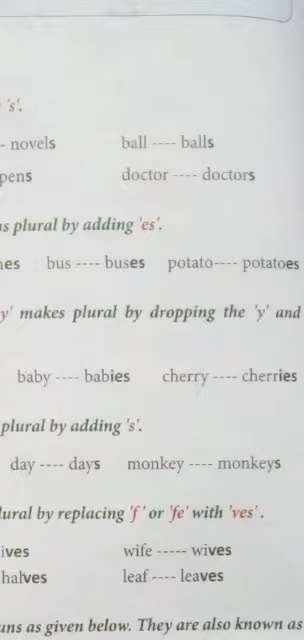 's'.
- novels ball ---- balls
pens doctor ---- doctors
s plural by adding 'es'.
es bus ---- buses potato---- potatoes
y' makes plural by dropping the 'y' and
baby ---- babies cherry ---- cherries
plural by adding 's'.
day ---- days monkey ---- monkeys
lural by replacing 'f' or 'fe' with 'ves'.
ives wife ----- wives
halves leaf ---- leaves
uns as given below. They are also known as